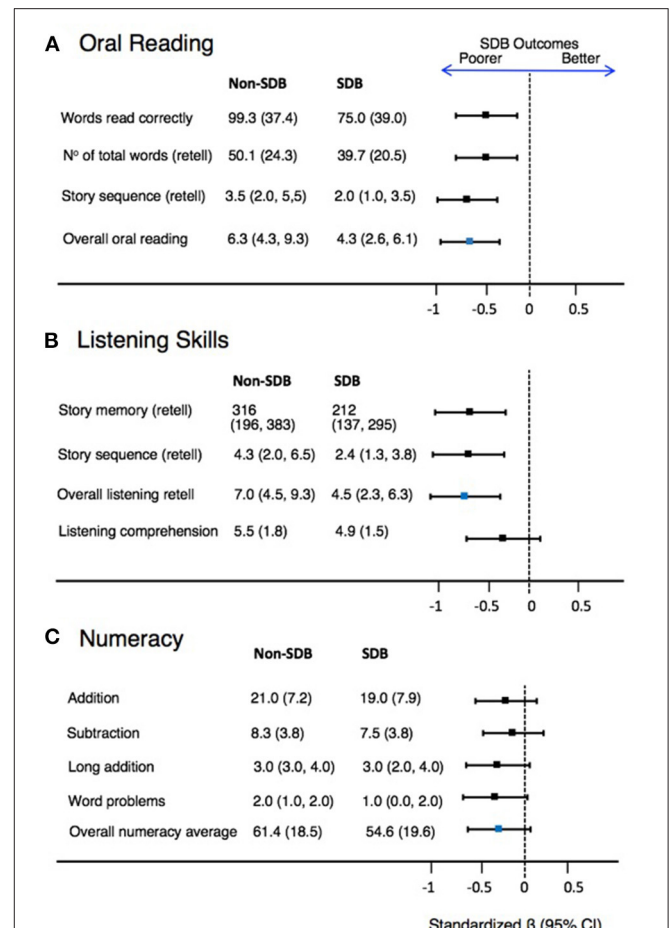 A Oral Reading
SDB Outcomes
Poorer Better
Non-SDB SDB
Words read correctly 99.3 (37.4) 75.0 (39.0)
Nº of total words (retell) 50.1 (24.3) 39.7 (20.5)
Story sequence (retell) 3.5 (2.0, 5,5) 2.0 (1.0, 3.5)
Overall oral reading 6.3 (4.3, 9.3) 4.3 (2.6, 6.1)
-1 -0.5 0 0.5
B Listening Skills
Non-SDB SDB
Story memory (retell) 316 212
(196, 383) (137, 295)
Story sequence (retell) 4.3 (2.0, 6.5) 2.4 (1.3, 3.8)
Overall listening retell 7.0 (4.5, 9.3) 4.5 (2.3, 6.3)
Listening comprehension 5.5 (1.8) 4.9 (1.5)
-1 -0.5 0 0.5
C Numeracy
Non-SDB SDB
Addition 21.0 (7.2) 19.0 (7.9)
Subtraction 8.3 (3.8) 7.5 (3.8)
Long addition 3.0 (3.0, 4.0) 3.0 (2.0, 4.0)
Word problems 2.0 (1.0, 2.0) 1.0 (0.0, 2.0)
Overall numeracy average 61.4 (18.5) 54.6 (19.6)
-1 -0.5 0 0.5
Standardized β (95% CI)